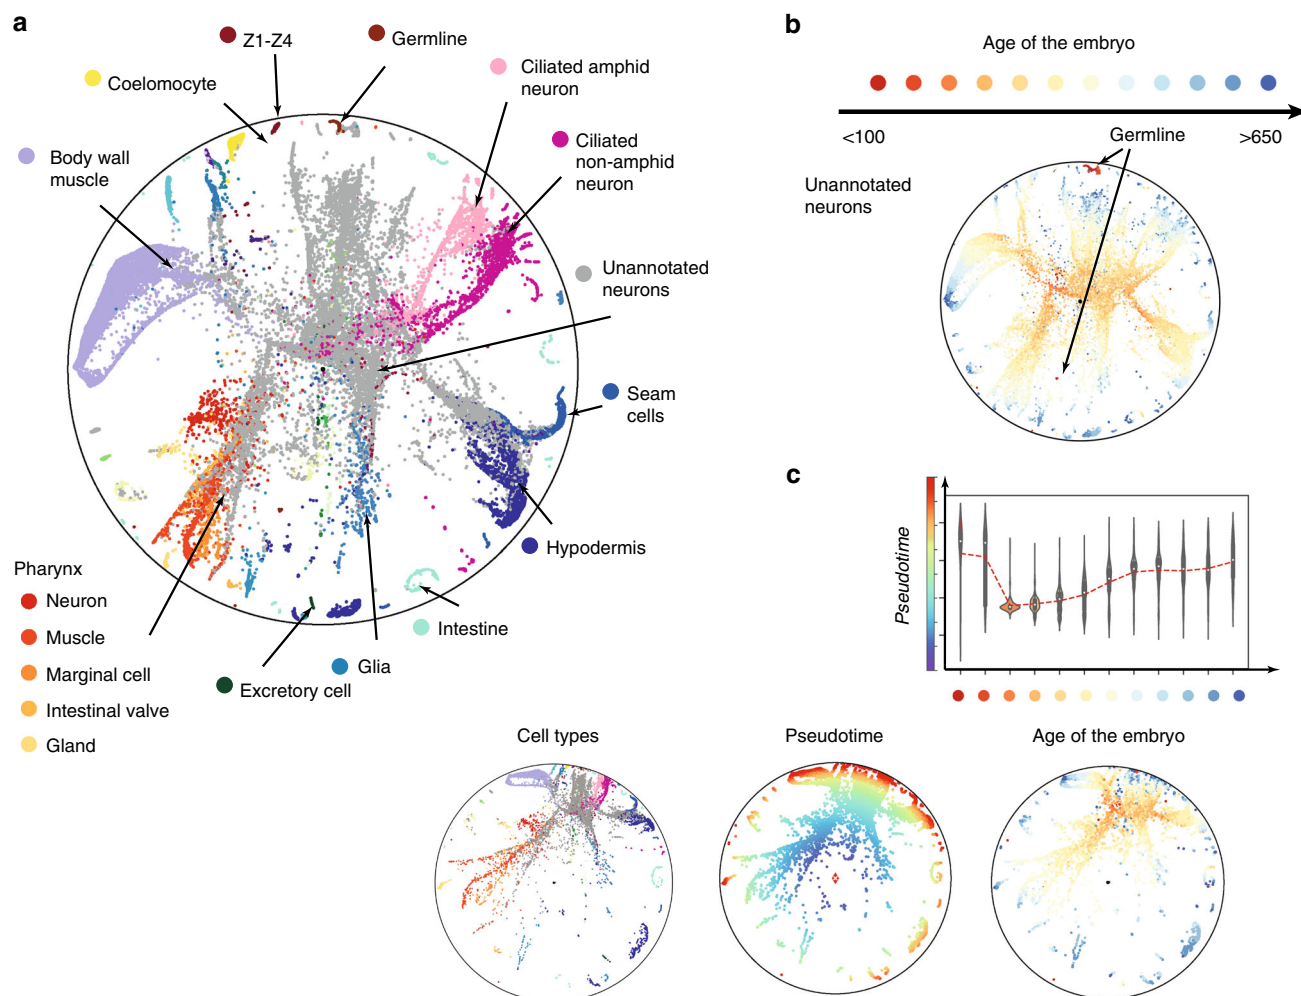 a
Z1-Z4
Germline
Coelomocyte
Ciliated amphid
neuron
Ciliated
non-amphid
neuron
Body wall
muscle
Unannotated
neurons
Seam
cells
Hypodermis
Intestine
Glia
Excretory cell
Pharynx
Neuron
Muscle
Marginal cell
Intestinal valve
Gland
b
Age of the embryo
<100
>650
Germline
Unannotated
neurons
c
Pseudotime
Cell types
Pseudotime
Age of the embryo